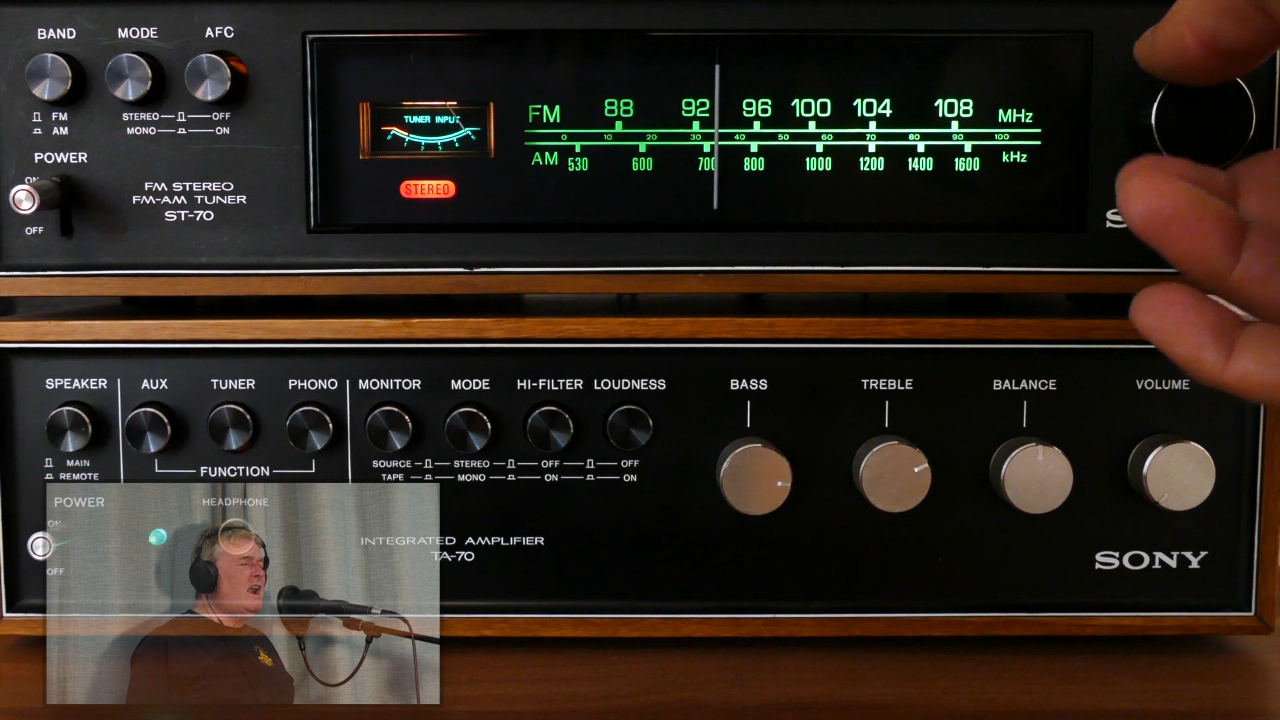 BAND MODE AFC
FM STEREO OFF
AM MONO ON
POWER
ON
OFF
FM STEREO
FM-AM TUNER
ST-70
TUNER INPUT
STEREO
FM 88 92 96 100 104 108 MHz
0 10 20 30 40 50 60 70 80 90 100
AM 530 600 700 800 1000 1200 1400 1600 kHz
SPEAKER AUX TUNER PHONO MONITOR MODE HI-FILTER LOUDNESS BASS TREBLE BALANCE VOLUME
MAIN SOURCE STEREO OFF OFF
REMOTE FUNCTION TAPE MONO ON ON
POWER HEADPHONE
ON
OFF
INTEGRATED AMPLIFIER
TA-70
SONY